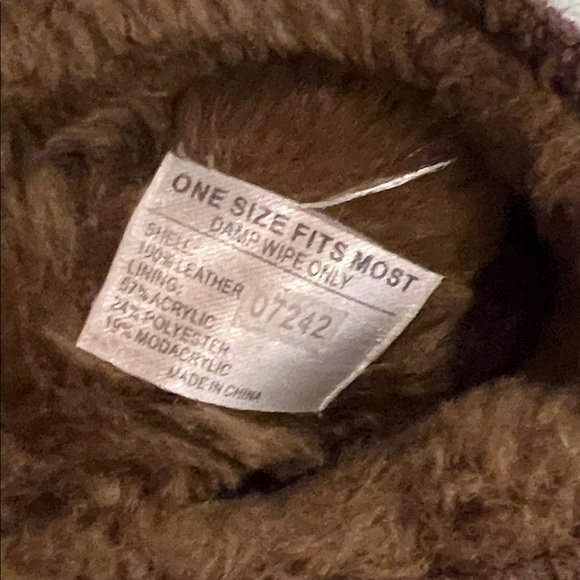 ONE SIZE FITS MOST
DAMP WIPE ONLY
SHELL:
100% LEATHER
LINING:
57% ACRYLIC
24% POLYESTER
19% MODACRYLIC
07242
MADE IN CHINA